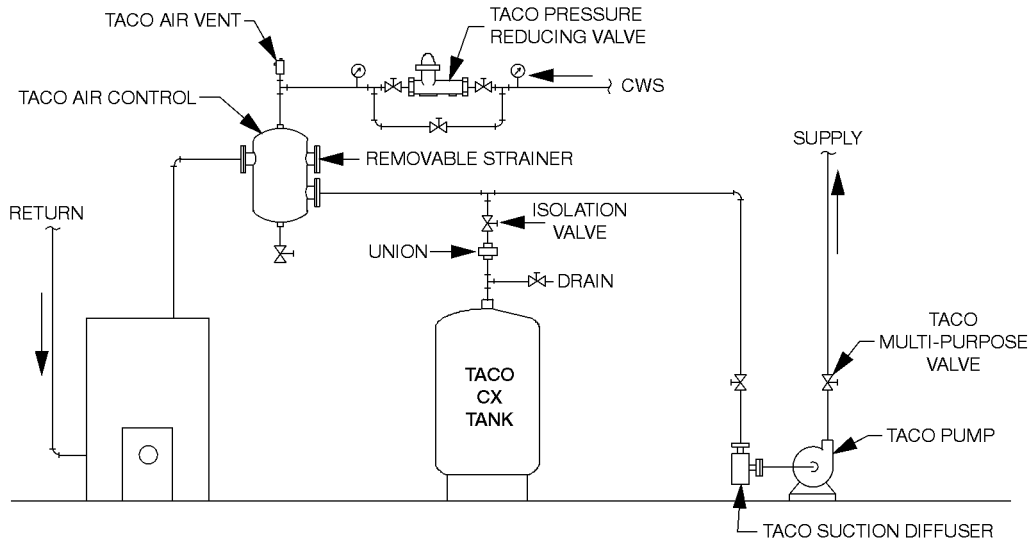 TACO AIR VENT
TACO PRESSURE
REDUCING VALVE
CWS
TACO AIR CONTROL
REMOVABLE STRAINER
SUPPLY
RETURN
ISOLATION
VALVE
UNION
DRAIN
TACO
MULTI-PURPOSE
VALVE
TACO
CX
TANK
TACO PUMP
TACO SUCTION DIFFUSER